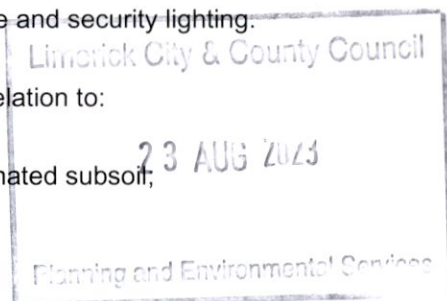 e and security lighting.
Limerick City & County Council
elation to:
23 AUG 2023
nated subsoil;
Planning and Environmental Services